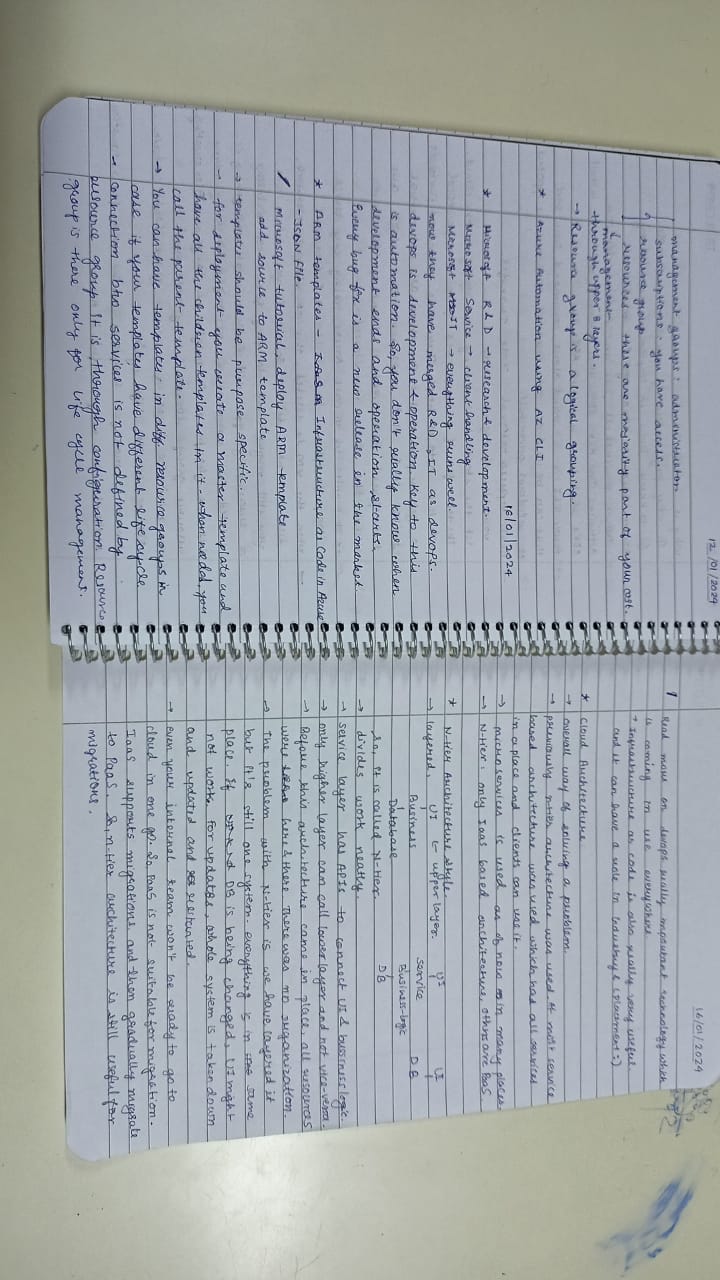 12/01/2024
management groups: administration
subscriptions: you have access.
resource group
resources these are majority part of your cost.
management
through upper 3 layers.
→ Resource group is a logical grouping.
* Azure Automation using AZ CLI
16/01/2024
* Microsoft R&D → research & development.
Microsoft Service → client handling
Microsoft IT → everything runs well.
now they have merged R&D, IT as devops.
devops is development & operation key to this
is automation. So, you don't really know when
development ends and operation starts.
Every bug fix is a new release in the market
* ARM templates - Infrastructure as Code in Azure
- JSON file.
Microsoft tutorial, deploy ARM template
add source to ARM template
→ templates should be purpose specific.
→ for deployment you create a master template and
have all the children templates in it. when needed you
call the parent template.
→ You can have templates in diff resource groups in
case if your templates have different life cycle
→ connection btw services is not defined by
resource group. It is through configuration. Resource
group is there only for life cycle management.
16/01/2024
Read more on devops really important technology which
is coming in use everywhere
→ Infrastructure as code is also really very useful
and it can have a role in industry & (placement :)
* Cloud Architecture
→ overall way of solving a problem.
→ previously n-tier architecture was used. A most service
based architecture was used which had all services
in a place and clients can use it.
→ microservices is used as of now in many places
→ N-tier: only IaaS based architecture, others are PaaS
* N-tier Architecture style
→ layered. UI ← upper layer. UI UI
Business service
Database Business-logic DB
So, it is called N-tier. DB
→ divides work neatly.
→ service layer has APIs to connect UI & bussiness logic.
→ only higher layer can call lower layer and not vice-versa.
→ Before this architecture came in place, all resources
were here & there. There was no organization.
→ The problem with N-tier is we have layered it
but it's still one system. everything is in the same
place. If DB is being changed, UI might
not work. for updates, whole system is taken down
and updated and restarted.
→ even your internal team won't be ready to go to
cloud in one go. So PaaS is not suitable for migration.
IaaS supports migrations and then gradually migrate
to PaaS. So, n-tier architecture is still useful for
migrations.